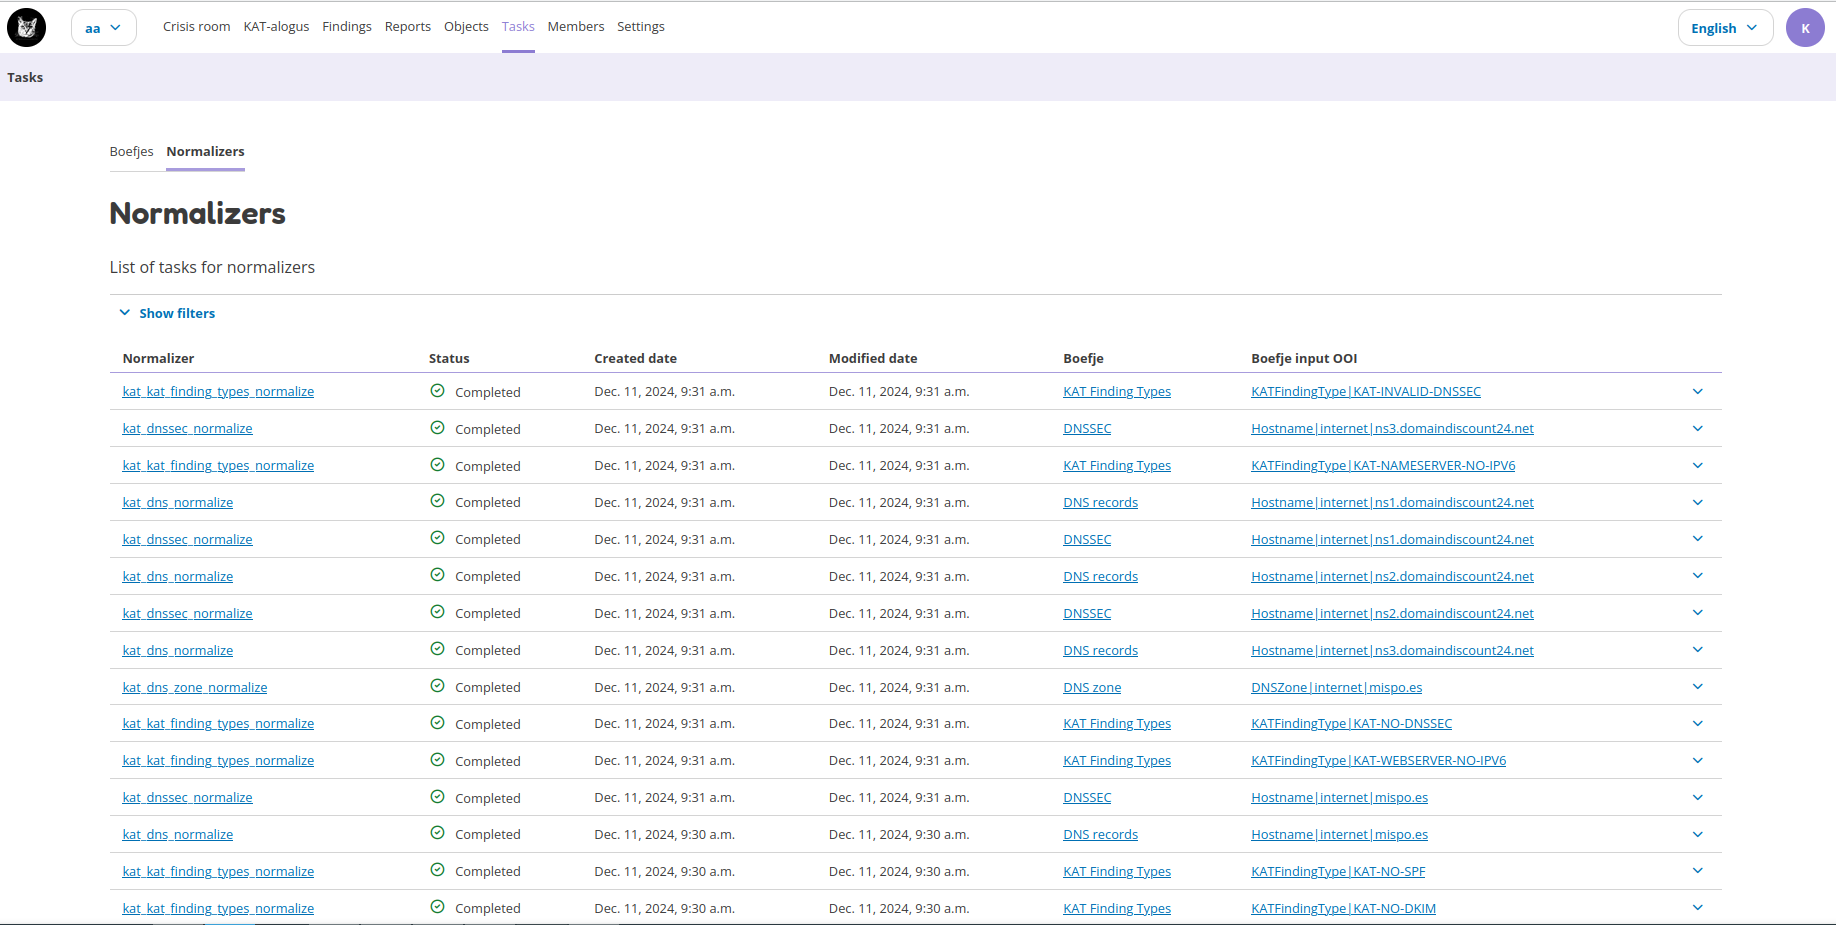 aa Crisis room KAT-alogus Findings Reports Objects Tasks Members Settings English K
Tasks
Boefjes Normalizers
Normalizers
List of tasks for normalizers
Show filters
Normalizer Status Created date Modified date Boefje Boefje input OOI
kat_kat_finding_types_normalize Completed Dec. 11, 2024, 9:31 a.m. Dec. 11, 2024, 9:31 a.m. KAT Finding Types KATFindingType|KAT-INVALID-DNSSEC
kat_dnssec_normalize Completed Dec. 11, 2024, 9:31 a.m. Dec. 11, 2024, 9:31 a.m. DNSSEC Hostname|internet|ns3.domaindiscount24.net
kat_kat_finding_types_normalize Completed Dec. 11, 2024, 9:31 a.m. Dec. 11, 2024, 9:31 a.m. KAT Finding Types KATFindingType|KAT-NAMESERVER-NO-IPV6
kat_dns_normalize Completed Dec. 11, 2024, 9:31 a.m. Dec. 11, 2024, 9:31 a.m. DNS records Hostname|internet|ns1.domaindiscount24.net
kat_dnssec_normalize Completed Dec. 11, 2024, 9:31 a.m. Dec. 11, 2024, 9:31 a.m. DNSSEC Hostname|internet|ns1.domaindiscount24.net
kat_dns_normalize Completed Dec. 11, 2024, 9:31 a.m. Dec. 11, 2024, 9:31 a.m. DNS records Hostname|internet|ns2.domaindiscount24.net
kat_dnssec_normalize Completed Dec. 11, 2024, 9:31 a.m. Dec. 11, 2024, 9:31 a.m. DNSSEC Hostname|internet|ns2.domaindiscount24.net
kat_dns_normalize Completed Dec. 11, 2024, 9:31 a.m. Dec. 11, 2024, 9:31 a.m. DNS records Hostname|internet|ns3.domaindiscount24.net
kat_dns_zone_normalize Completed Dec. 11, 2024, 9:31 a.m. Dec. 11, 2024, 9:31 a.m. DNS zone DNSZone|internet|mispo.es
kat_kat_finding_types_normalize Completed Dec. 11, 2024, 9:31 a.m. Dec. 11, 2024, 9:31 a.m. KAT Finding Types KATFindingType|KAT-NO-DNSSEC
kat_kat_finding_types_normalize Completed Dec. 11, 2024, 9:31 a.m. Dec. 11, 2024, 9:31 a.m. KAT Finding Types KATFindingType|KAT-WEBSERVER-NO-IPV6
kat_dnssec_normalize Completed Dec. 11, 2024, 9:31 a.m. Dec. 11, 2024, 9:31 a.m. DNSSEC Hostname|internet|mispo.es
kat_dns_normalize Completed Dec. 11, 2024, 9:30 a.m. Dec. 11, 2024, 9:30 a.m. DNS records Hostname|internet|mispo.es
kat_kat_finding_types_normalize Completed Dec. 11, 2024, 9:30 a.m. Dec. 11, 2024, 9:30 a.m. KAT Finding Types KATFindingType|KAT-NO-SPF
kat_kat_finding_types_normalize Completed Dec. 11, 2024, 9:30 a.m. Dec. 11, 2024, 9:30 a.m. KAT Finding Types KATFindingType|KAT-NO-DKIM